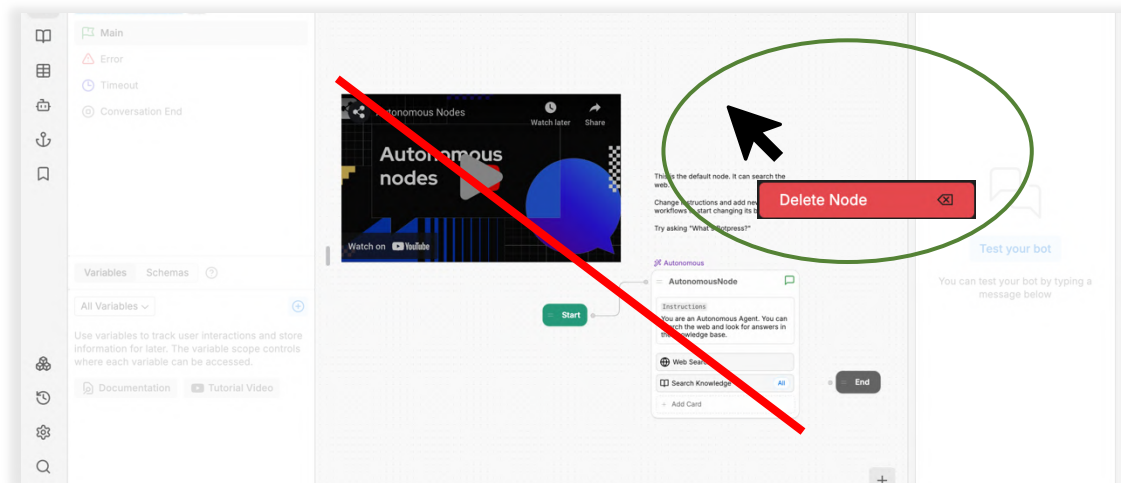 Main
Error
Timeout
Conversation End
Variables Schemas
All Variables
Use variables to track user interactions and store
information for later. The variable scope controls
where each variable can be accessed.
Documentation Tutorial Video
Autonomous Nodes
Watch later Share
Autonomous
nodes
Watch on YouTube
Start
This is the default node. It can search the
web.
Change instructions and add new
workflows to start changing its b
Try asking "What's Botpress?"
Delete Node
Autonomous
AutonomousNode
Instructions
You are an Autonomous Agent. You can
search the web and look for answers in
the knowledge base.
Web Search
Search Knowledge All
+ Add Card
End
Test your bot
You can test your bot by typing a
message below